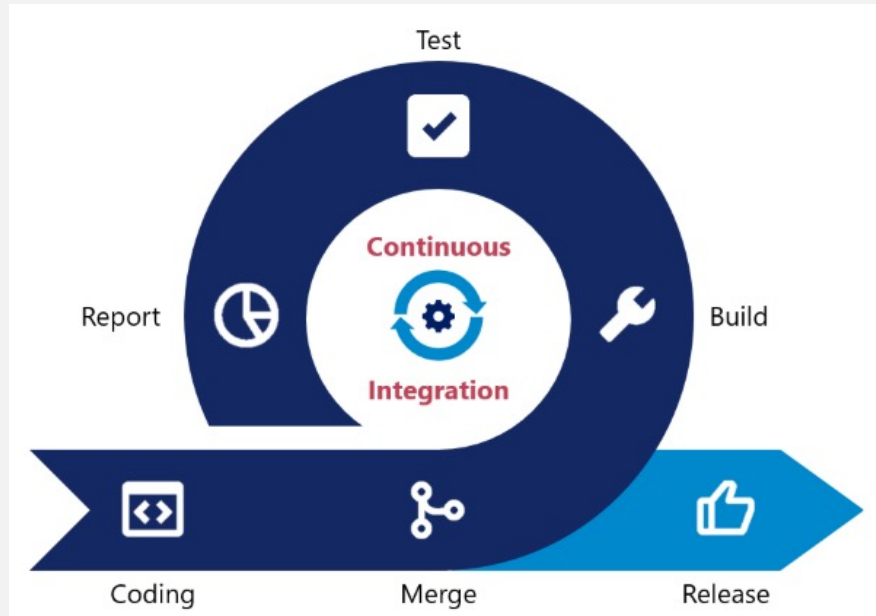 Test
Continuous
Report
Build
Integration
Coding
Merge
Release